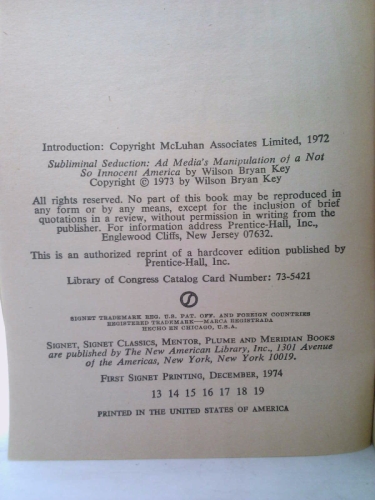 Introduction: Copyright McLuhan Associates Limited, 1972
Subliminal Seduction: Ad Media's Manipulation of a Not
So Innocent America by Wilson Bryan Key
Copyright © 1973 by Wilson Bryan Key
All rights reserved. No part of this book may be reproduced in
any form or by any means, except for the inclusion of brief
quotations in a review, without permission in writing from the
publisher. For information address Prentice-Hall, Inc.,
Englewood Cliffs, New Jersey 07632.
This is an authorized reprint of a hardcover edition published by
Prentice-Hall, Inc.
Library of Congress Catalog Card Number: 73-5421
SIGNET TRADEMARK REG. U.S. PAT. OFF. AND FOREIGN COUNTRIES
REGISTERED TRADEMARK—MARCA REGISTRADA
HECHO EN CHICAGO, U.S.A.
SIGNET, SIGNET CLASSICS, MENTOR, PLUME AND MERIDIAN BOOKS
are published by The New American Library, Inc., 1301 Avenue
of the Americas, New York, New York 10019.
FIRST SIGNET PRINTING, DECEMBER, 1974
13 14 15 16 17 18 19
PRINTED IN THE UNITED STATES OF AMERICA